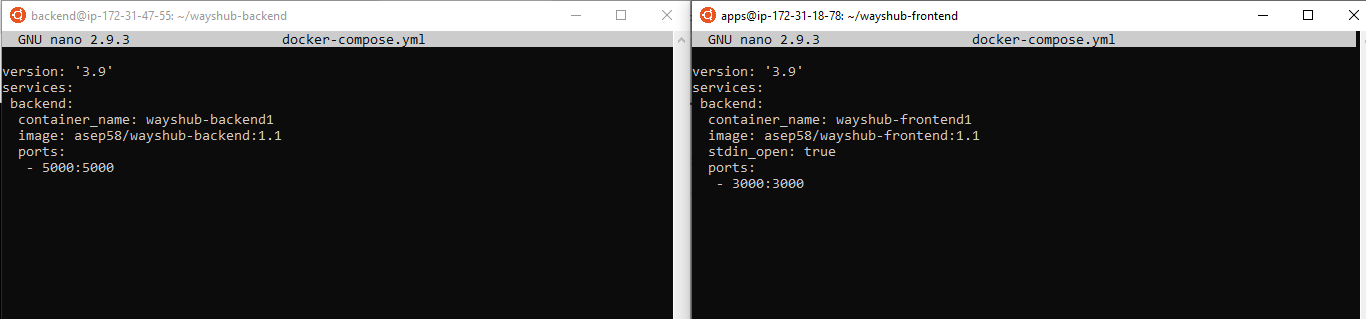 backend@ip-172-31-47-55: ~/wayshub-backend
GNU nano 2.9.3 docker-compose.yml
version: '3.9'
services:
 backend:
  container_name: wayshub-backend1
  image: asep58/wayshub-backend:1.1
  ports:
   - 5000:5000
apps@ip-172-31-18-78: ~/wayshub-frontend
GNU nano 2.9.3 docker-compose.yml
version: '3.9'
services:
 backend:
  container_name: wayshub-frontend1
  image: asep58/wayshub-frontend:1.1
  stdin_open: true
  ports:
   - 3000:3000